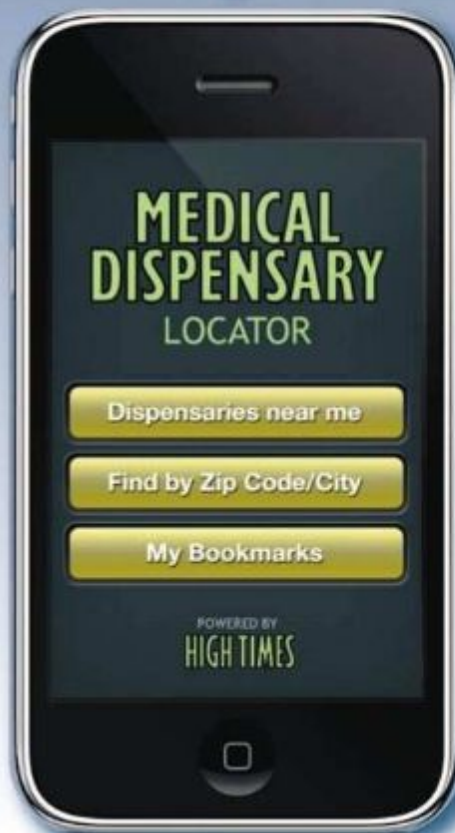 MEDICAL
DISPENSARY
LOCATOR
Dispensaries near me
Find by Zip Code/City
My Bookmarks
POWERED BY
HIGH TIMES